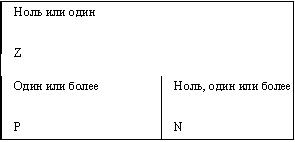 Ноль или один
Z
Один или более
P
Ноль, один или более
N